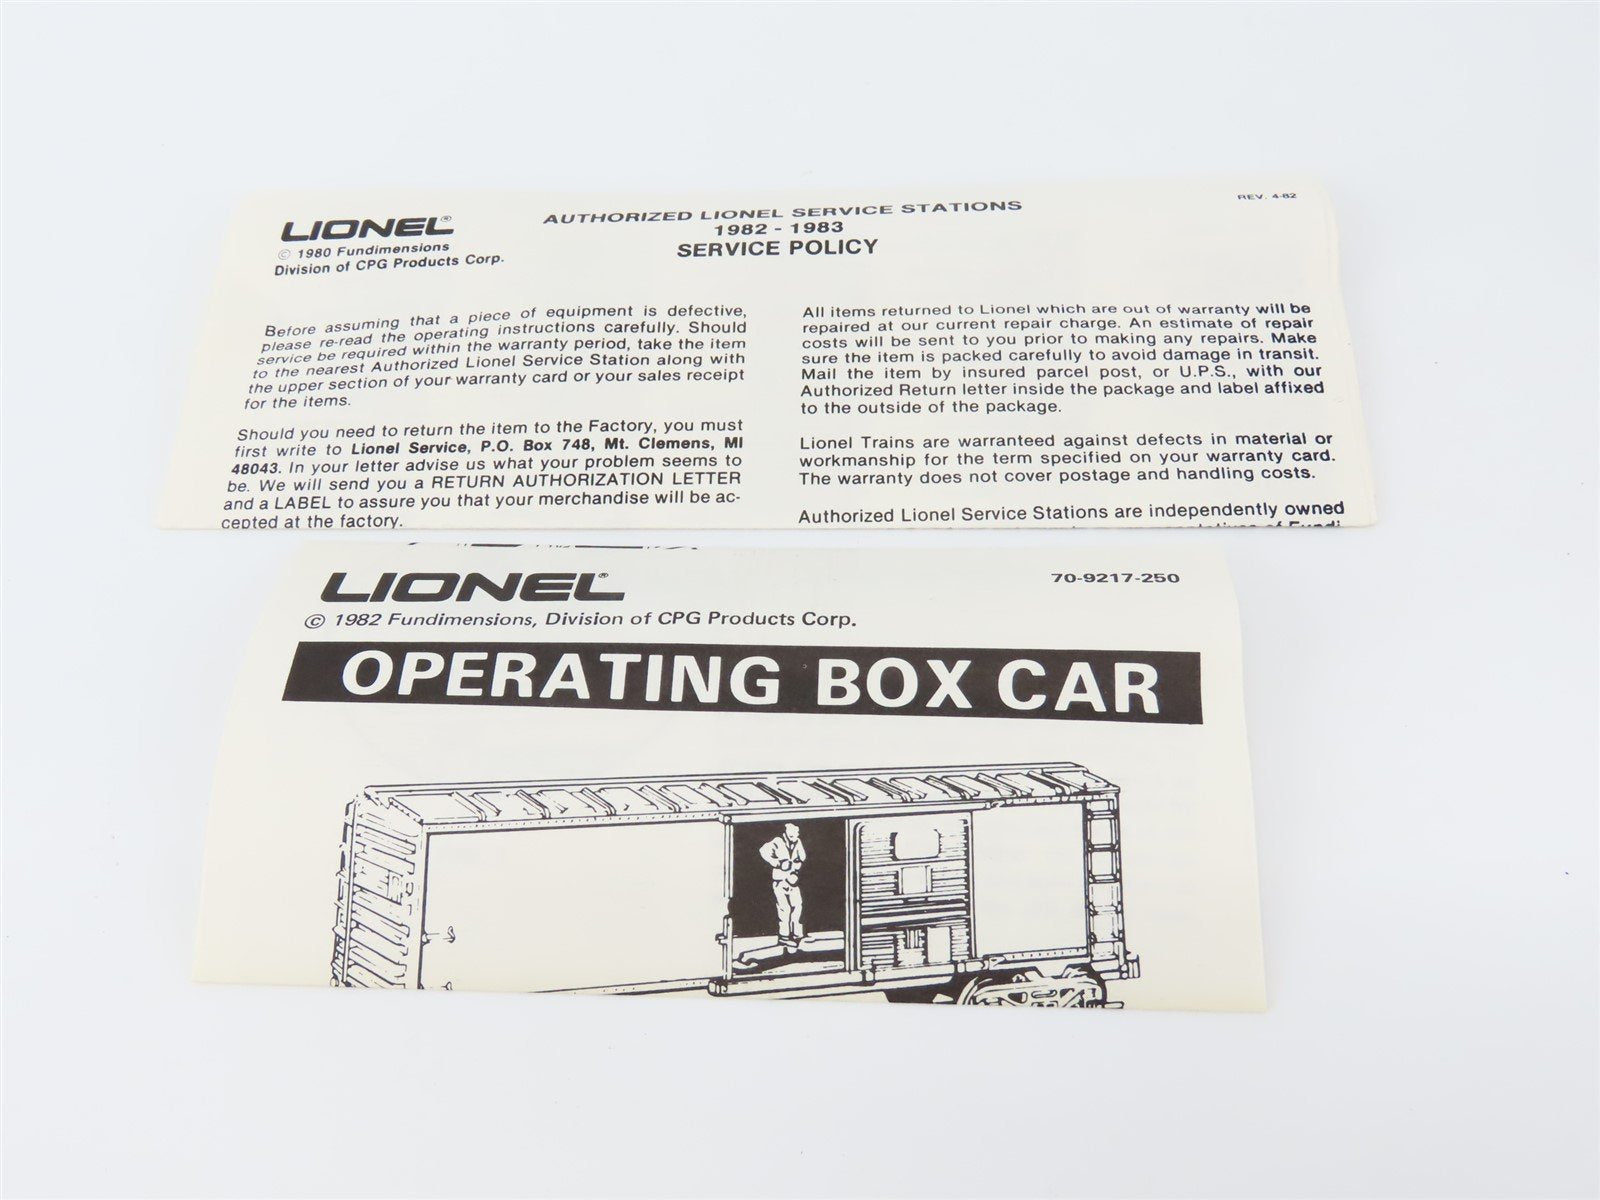 LIONEL®
© 1980 Fundimensions
Division of CPG Products Corp.
AUTHORIZED LIONEL SERVICE STATIONS
1982 - 1983
SERVICE POLICY
REV. 4-82
Before assuming that a piece of equipment is defective,
please re-read the operating instructions carefully. Should
service be required within the warranty period, take the item
to the nearest Authorized Lionel Service Station along with
the upper section of your warranty card or your sales receipt
for the items.
Should you need to return the item to the Factory, you must
first write to Lionel Service, P.O. Box 748, Mt. Clemens, MI
48043. In your letter advise us what your problem seems to
be. We will send you a RETURN AUTHORIZATION LETTER
and a LABEL to assure you that your merchandise will be ac-
cepted at the factory.
All items returned to Lionel which are out of warranty will be
repaired at our current repair charge. An estimate of repair
costs will be sent to you prior to making any repairs. Make
sure the item is packed carefully to avoid damage in transit.
Mail the item by insured parcel post, or U.P.S., with our
Authorized Return letter inside the package and label affixed
to the outside of the package.
Lionel Trains are warranteed against defects in material or
workmanship for the term specified on your warranty card.
The warranty does not cover postage and handling costs.
Authorized Lionel Service Stations are independently owned
of Fundi-
LIONEL®
70-9217-250
© 1982 Fundimensions, Division of CPG Products Corp.
OPERATING BOX CAR